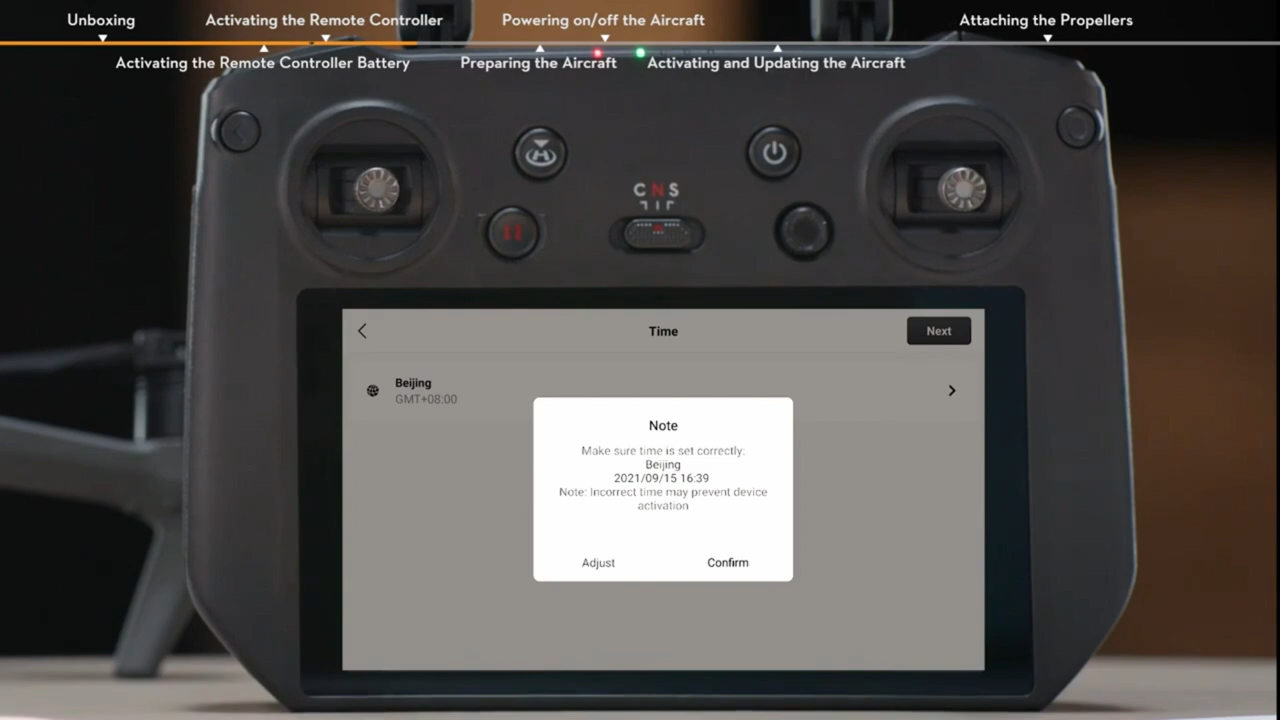 Unboxing
Activating the Remote Controller
Powering on/off the Aircraft
Attaching the Propellers
Activating the Remote Controller Battery
Preparing the Aircraft
Activating and Updating the Aircraft
C N S
Time
Next
Beijing
GMT+08:00
Note
Make sure time is set correctly:
Beijing
2021/09/15 16:39
Note: Incorrect time may prevent device
activation
Adjust
Confirm